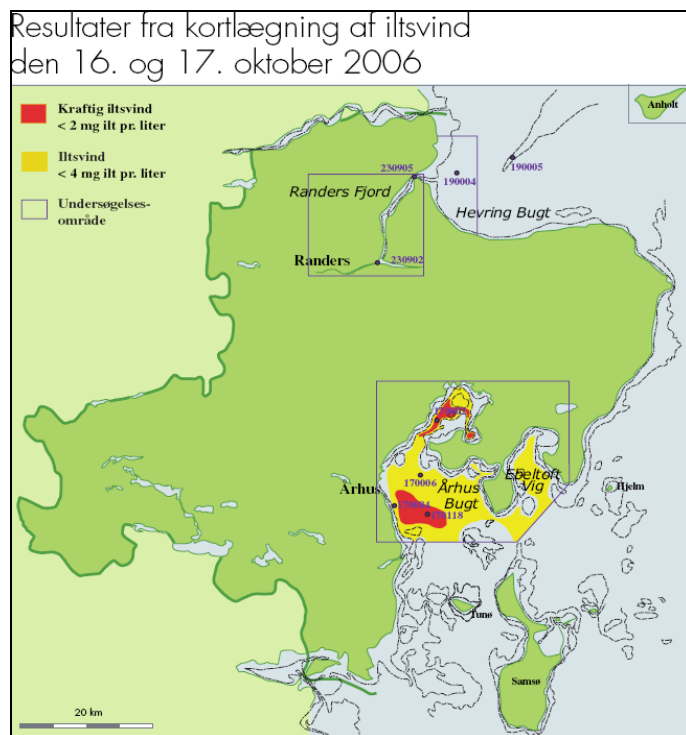 Resultater fra kortlægning af iltsvind
den 16. og 17. oktober 2006
Kraftig iltsvind
< 2 mg ilt pr. liter
Iltsvind
< 4 mg ilt pr. liter
Undersøgelses-
område
Anholt
230905
190004
190005
Randers Fjord
Hevring Bugt
Randers
230902
170006
Århus
Århus
Bugt
Ebeltoft
Vig
Hjelm
170118
Tunø
Samsø
20 km